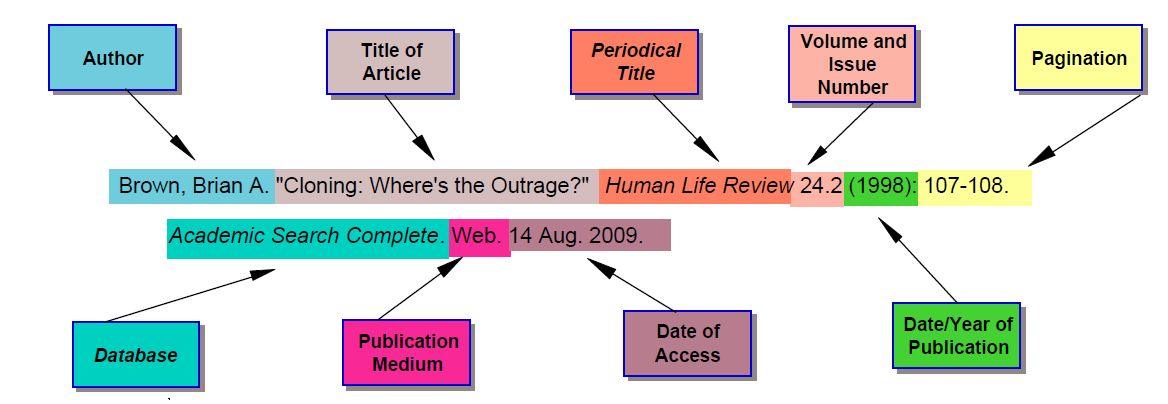 Author
Title of
Article
Periodical
Title
Volume and
Issue
Number
Pagination
Brown, Brian A. "Cloning: Where's the Outrage?" Human Life Review 24.2 (1998): 107-108.
Academic Search Complete. Web. 14 Aug. 2009.
Database
Publication
Medium
Date of
Access
Date/Year of
Publication